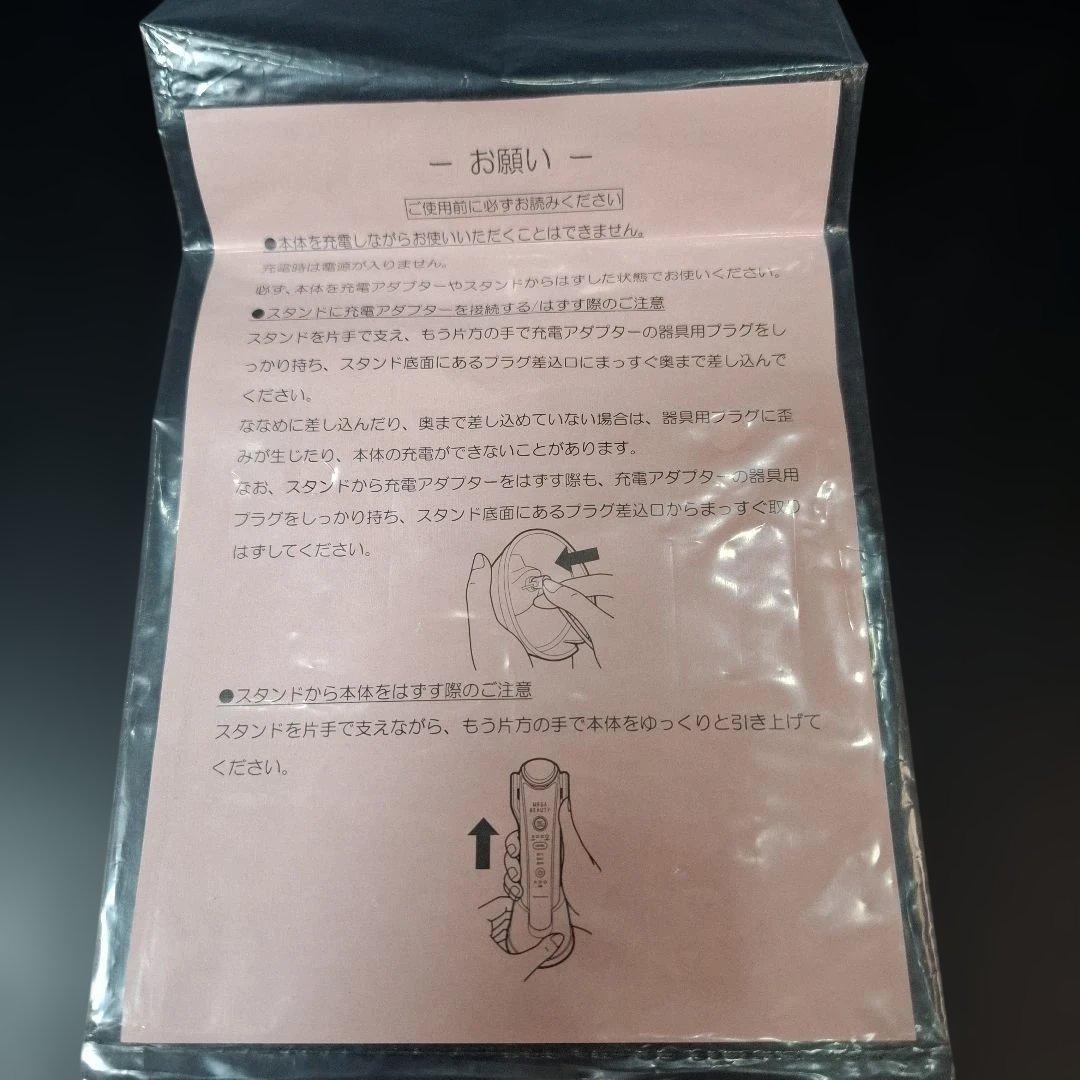 ― お願い ―
ご使用前に必ずお読みください
●本体を充電しながらお使いいただくことはできません。
充電時は電源が入りません。
必ず、本体を充電アダプターやスタンドからはずした状態でお使いください。
●スタンドに充電アダプターを接続する/はずす際のご注意
スタンドを片手で支え、もう片方の手で充電アダプターの器具用プラグをし
っかり持ち、スタンド底面にあるプラグ差込口にまっすぐ奥まで差し込んで
ください。
ななめに差し込んだり、奥まで差し込めていない場合は、器具用プラグに歪
みが生じたり、本体の充電ができないことがあります。
なお、スタンドから充電アダプターをはずす際も、充電アダプターの器具用
プラグをしっかり持ち、スタンド底面にあるプラグ差込口からまっすぐ取り
はずしてください。
●スタンドから本体をはずす際のご注意
スタンドを片手で支えながら、もう片方の手で本体をゆっくりと引き上げて
ください。
BEAUTY